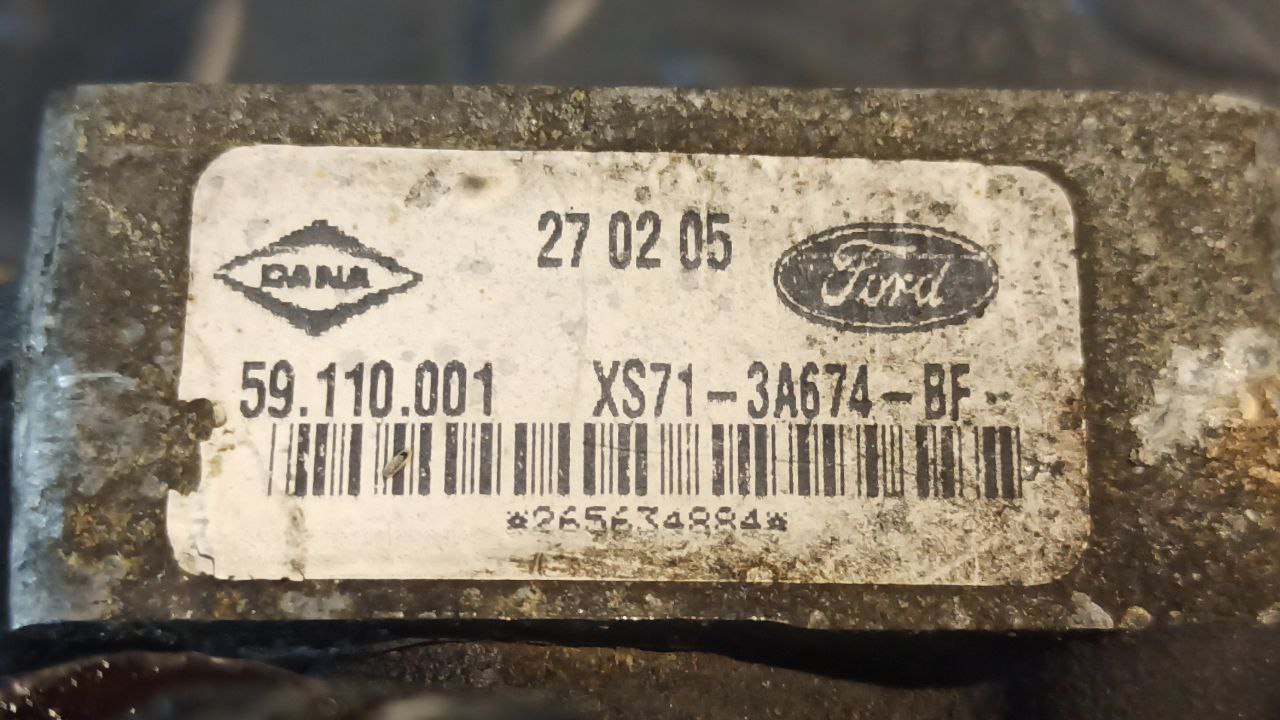 27 02 05
DANA
Ford
59.110.001 XS71-3A674-BF-
*265634884*